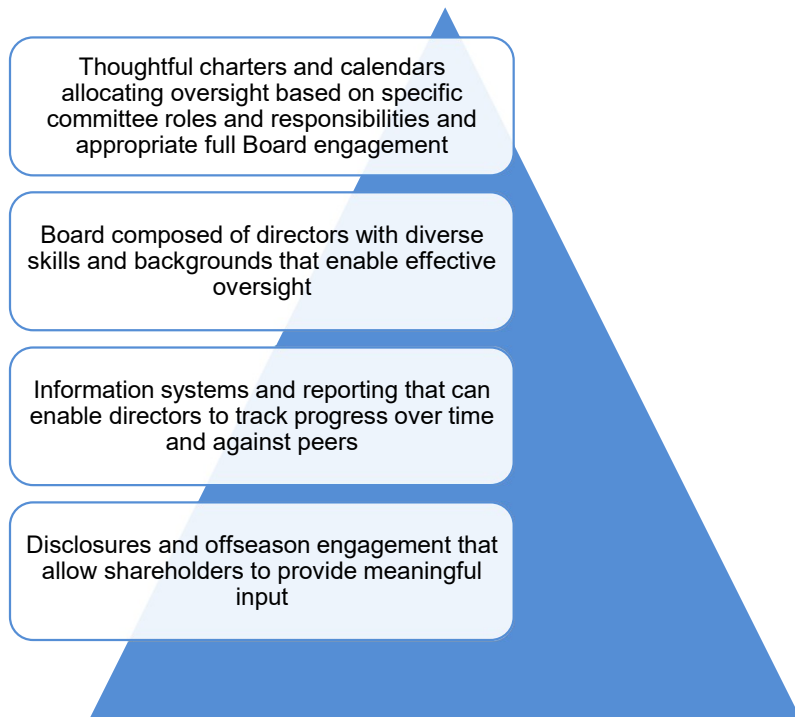 Thoughtful charters and calendars
allocating oversight based on specific
committee roles and responsibilities and
appropriate full Board engagement
Board composed of directors with diverse
skills and backgrounds that enable effective
oversight
Information systems and reporting that can
enable directors to track progress over time
and against peers
Disclosures and offseason engagement that
allow shareholders to provide meaningful
input